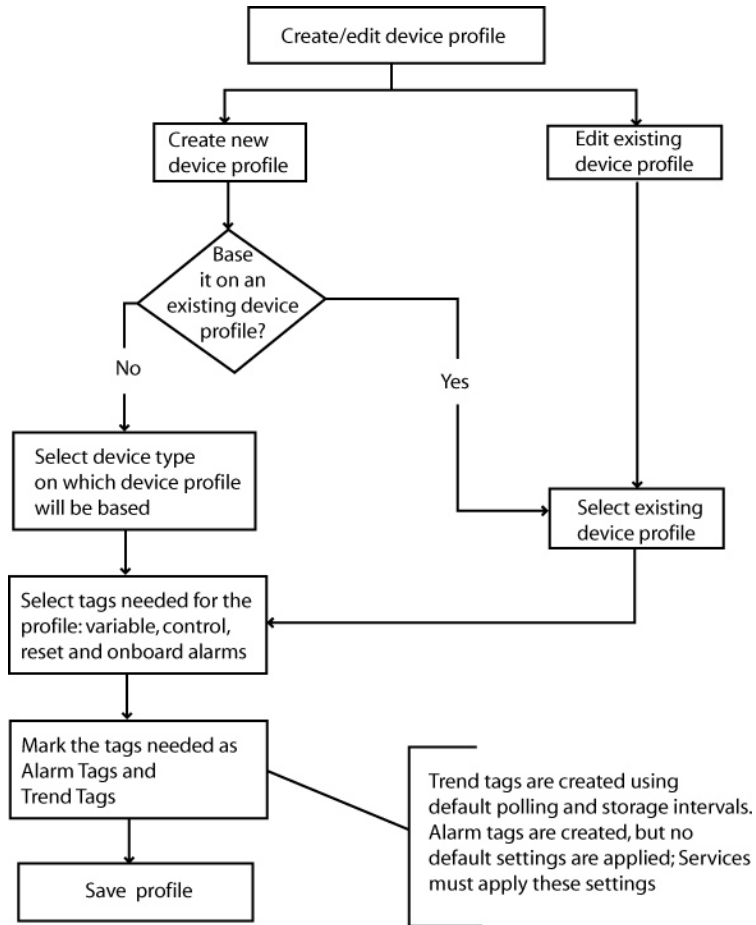 Create/edit device profile
Create new
device profile
Edit existing
device profile
Base
it on an
existing device
profile?
No
Yes
Select device type
on which device profile
will be based
Select existing
device profile
Select tags needed for the
profile: variable, control,
reset and onboard alarms
Mark the tags needed as
Alarm Tags and
Trend Tags
Trend tags are created using
default polling and storage intervals.
Alarm tags are created, but no
default settings are applied; Services
must apply these settings
Save profile